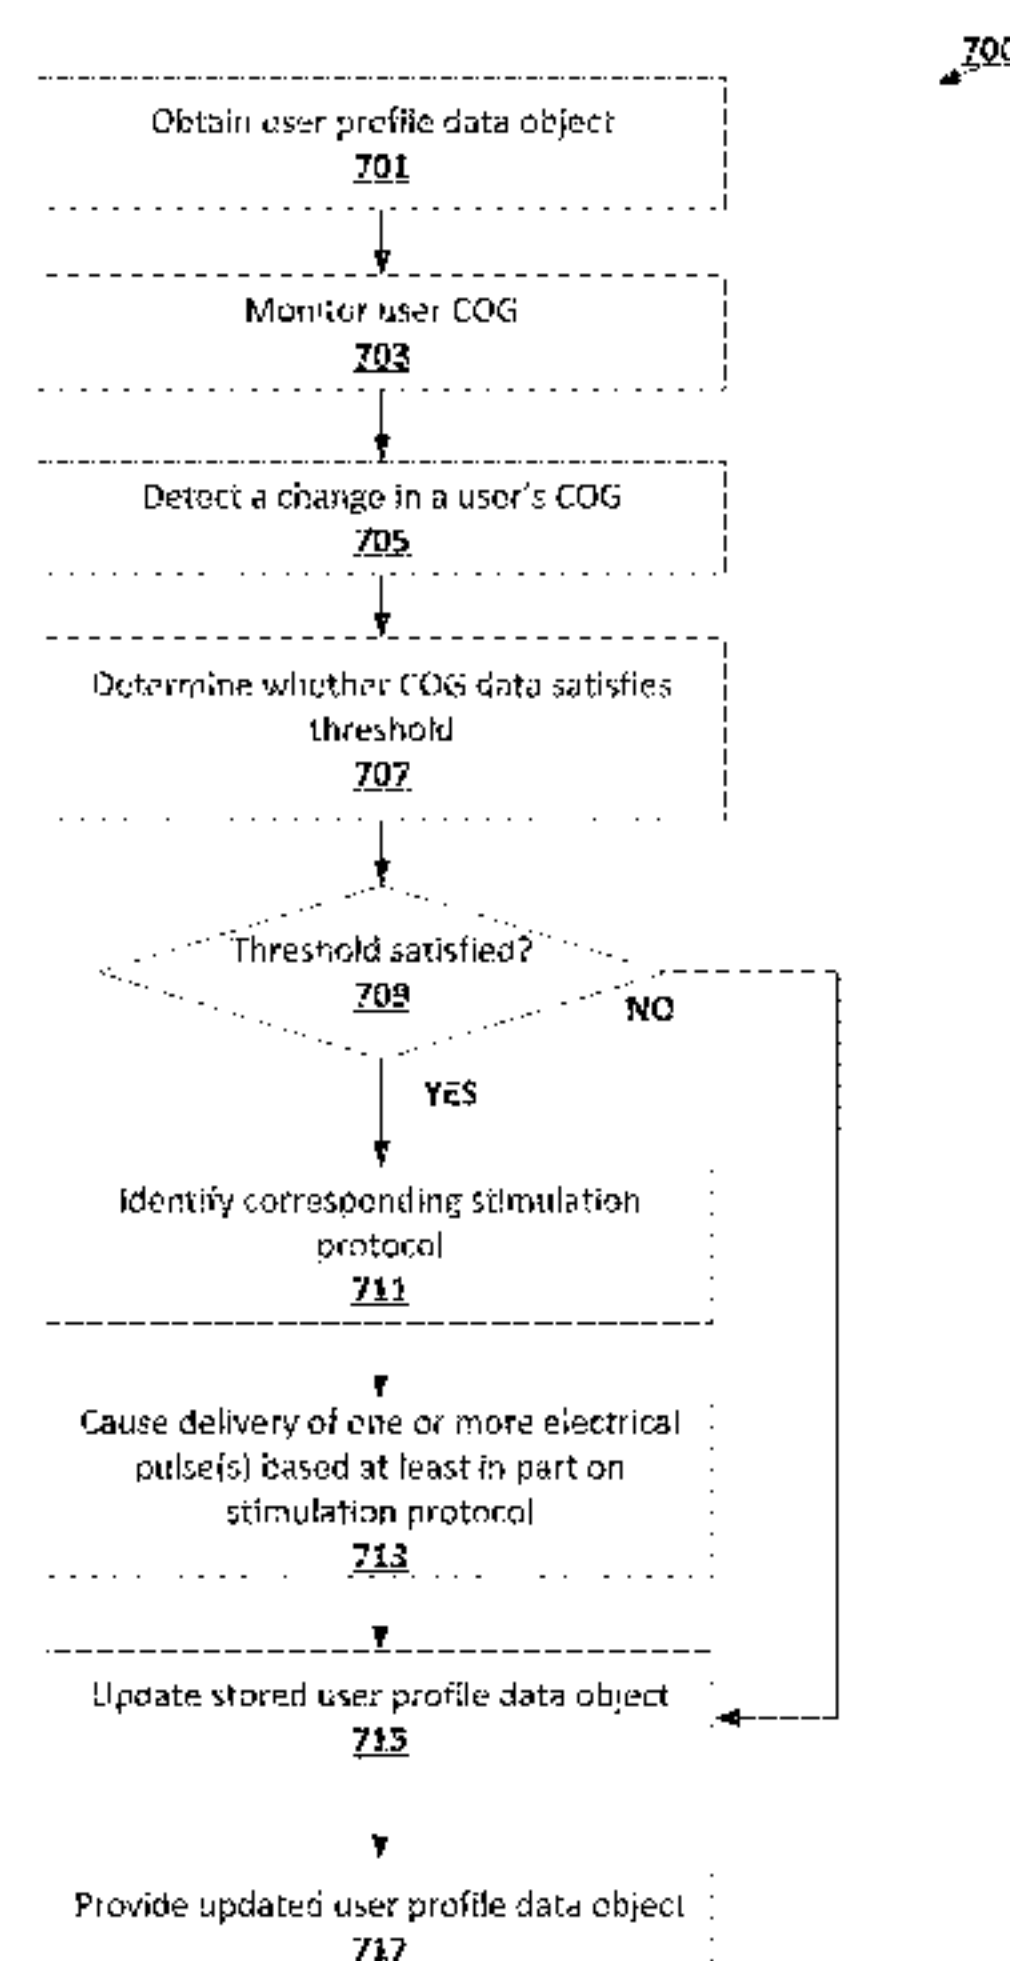 700
Obtain user profile data object
701
Monitor user COG
703
Detect a change in a user's COG
705
Determine whether COG data satisfies
threshold
707
Threshold satisfied?
709
NO
YES
Identify corresponding stimulation
protocol
711
Cause delivery of one or more electrical
pulse(s) based at least in part on
stimulation protocol
713
Update stored user profile data object
715
Provide updated user profile data object
717